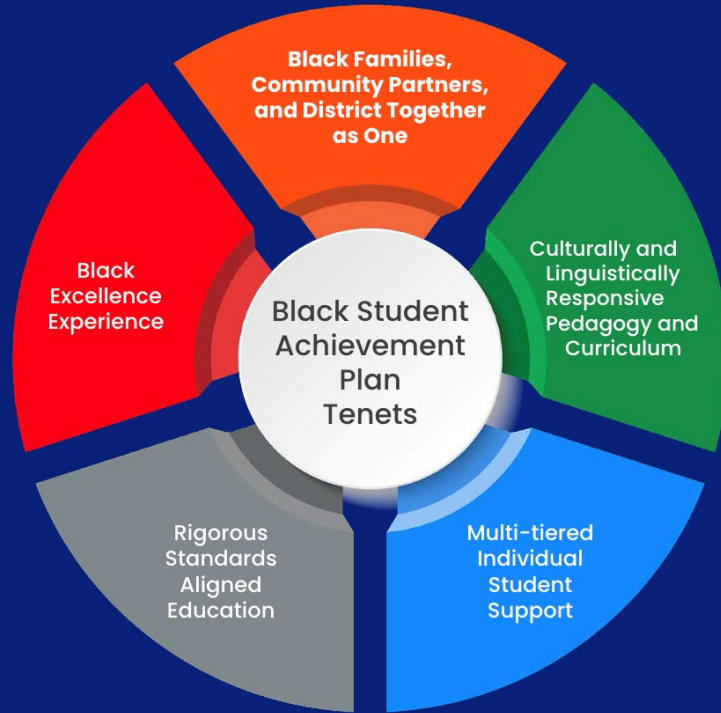 Black Families,
Community Partners,
and District Together
as One
Culturally and
Linguistically
Responsive
Pedagogy and
Curriculum
Multi-tiered
Individual
Student
Support
Rigorous
Standards
Aligned
Education
Black
Excellence
Experience
Black Student
Achievement
Plan
Tenets